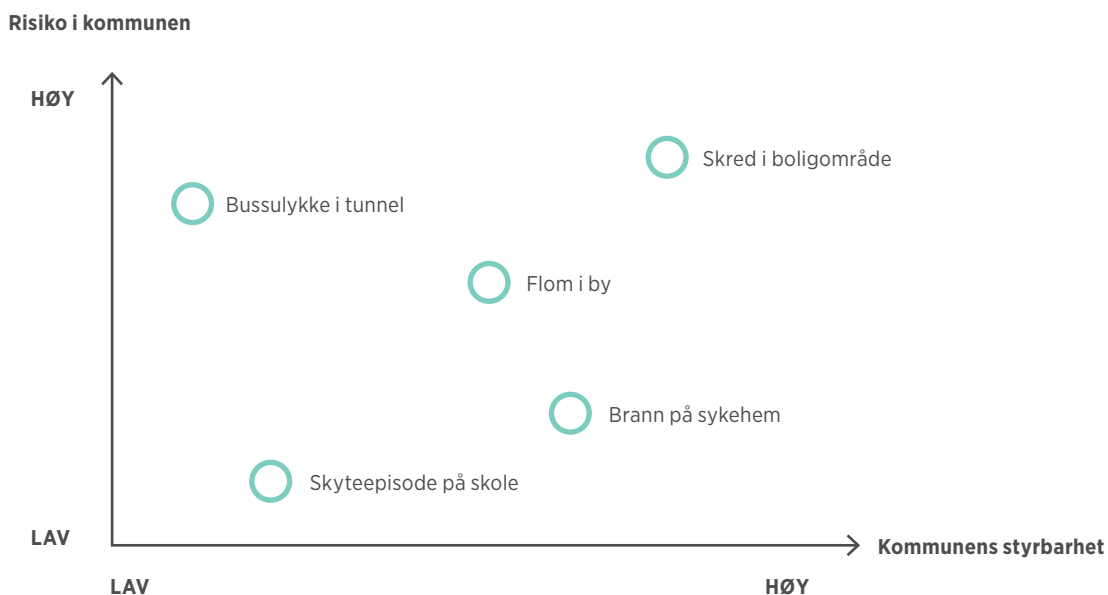 Risiko i kommunen
HØY
Skred i boligområde
Bussulykke i tunnel
Flom i by
Brann på sykehem
Skyteepisode på skole
LAV
Kommunens styrbarhet
LAV
HØY